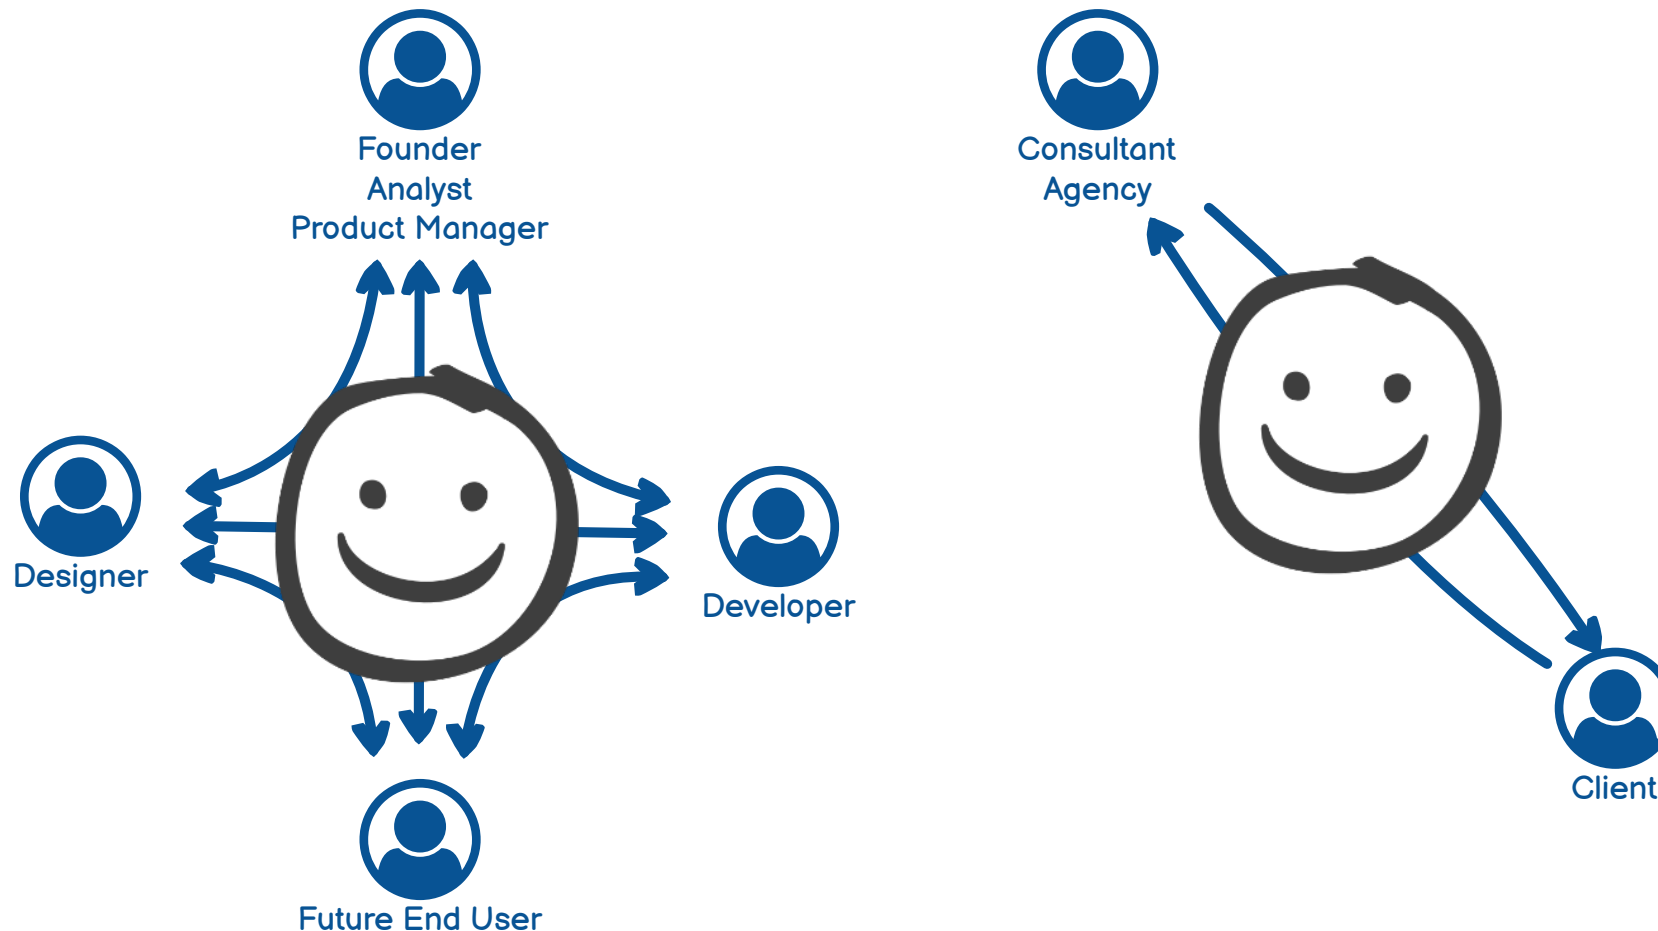 Founder
Analyst
Product Manager
Consultant
Agency
Designer
Developer
Client
Future End User